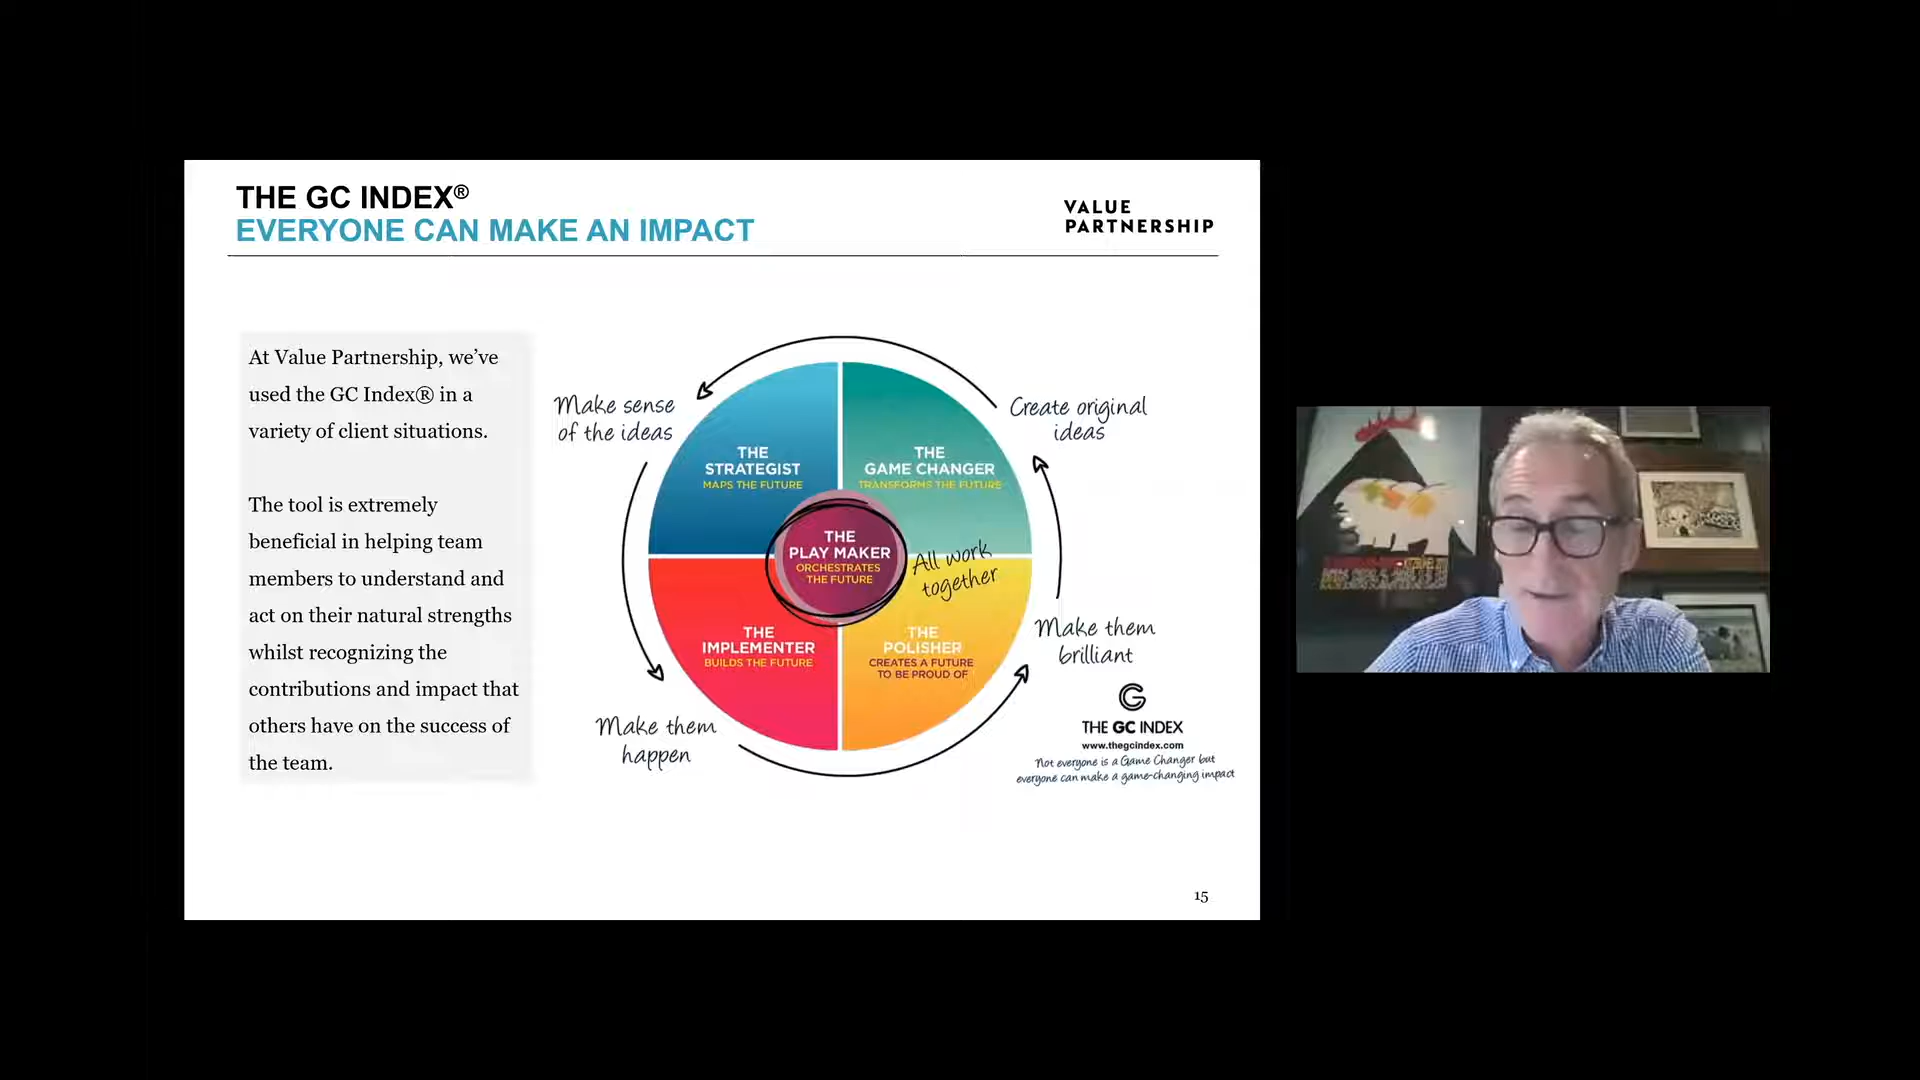 THE GC INDEX®
EVERYONE CAN MAKE AN IMPACT
VALUE
PARTNERSHIP
At Value Partnership, we've
used the GC Index® in a
variety of client situations.
The tool is extremely
beneficial in helping team
members to understand and
act on their natural strengths
whilst recognizing the
contributions and impact that
others have on the success of
the team.
Make sense
of the ideas
Create original
ideas
THE
STRATEGIST
MAPS THE FUTURE
THE
GAME CHANGER
TRANSFORMS THE FUTURE
THE
PLAY MAKER
ORCHESTRATES
THE FUTURE
All work
together
THE
IMPLEMENTER
BUILDS THE FUTURE
THE
POLISHER
CREATES A FUTURE
TO BE PROUD OF
Make them
brilliant
Make them
happen
THE GC INDEX
www.thegcindex.com
Not everyone is a Game Changer but
everyone can make a game-changing impact
15